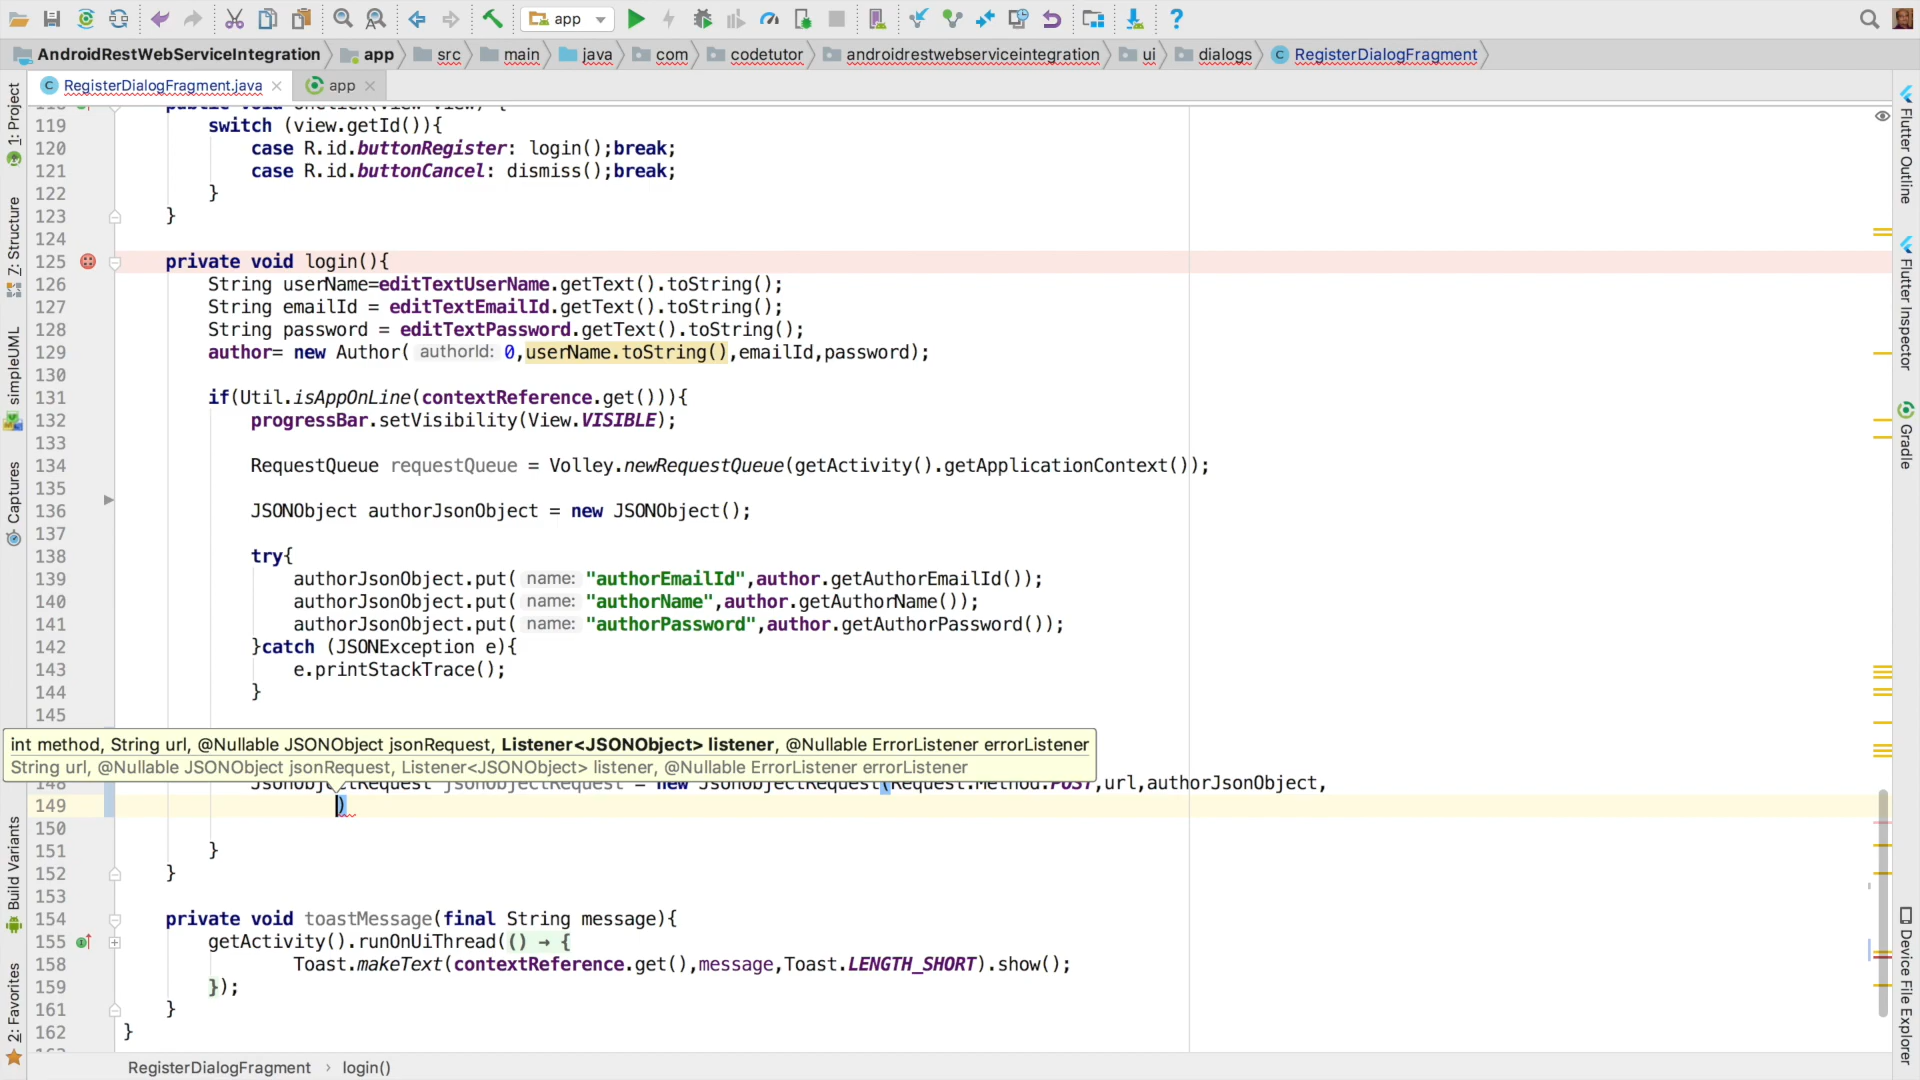 app
AndroidRestWebServiceIntegration app src main java com codetutor androidrestwebserviceintegration ui dialogs RegisterDialogFragment
RegisterDialogFragment.java app
1: Project
Z: Structure
simpleUML
Captures
Build Variants
2: Favorites
119 switch (view.getId()){
120 case R.id.buttonRegister: login();break;
121 case R.id.buttonCancel: dismiss();break;
122 }
123 }
124
125 private void login(){
126 String userName=editTextUserName.getText().toString();
127 String emailId = editTextEmailId.getText().toString();
128 String password = editTextPassword.getText().toString();
129 author= new Author( authorId: 0,userName.toString(),emailId,password);
130
131 if(Util.isAppOnLine(contextReference.get())){
132 progressBar.setVisibility(View.VISIBLE);
133
134 RequestQueue requestQueue = Volley.newRequestQueue(getActivity().getApplicationContext());
135
136 JSONObject authorJsonObject = new JSONObject();
137
138 try{
139 authorJsonObject.put( name: "authorEmailId",author.getAuthorEmailId());
140 authorJsonObject.put( name: "authorName",author.getAuthorName());
141 authorJsonObject.put( name: "authorPassword",author.getAuthorPassword());
142 }catch (JSONException e){
143 e.printStackTrace();
144 }
145
int method, String url, @Nullable JSONObject jsonRequest, Listener<JSONObject> listener, @Nullable ErrorListener errorListener
String url, @Nullable JSONObject jsonRequest, Listener<JSONObject> listener, @Nullable ErrorListener errorListener
148 JsonObjectRequest jsonObjectRequest = new JsonObjectRequest(Request.Method.POST,url,authorJsonObject,
149 )
150
151 }
152 }
153
154 private void toastMessage(final String message){
155 getActivity().runOnUiThread(() → {
158 Toast.makeText(contextReference.get(),message,Toast.LENGTH_SHORT).show();
159 });
161 }
162 }
RegisterDialogFragment › login()
Flutter Outline
Flutter Inspector
Gradle
Device File Explorer